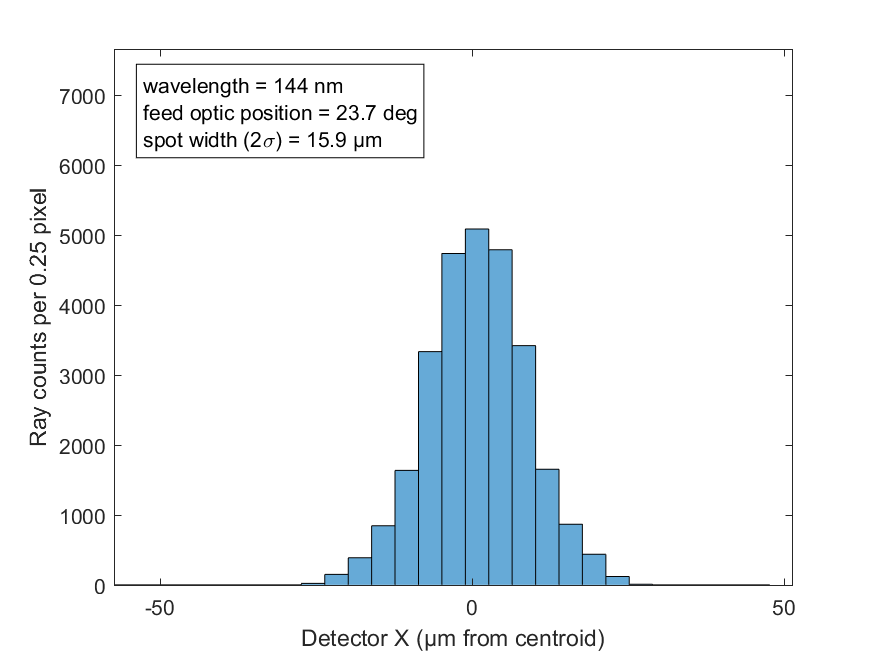 wavelength = 144 nm
feed optic position = 23.7 deg
spot width (2σ) = 15.9 µm
7000
6000
5000
4000
3000
2000
1000
0
Ray counts per 0.25 pixel
-50
0
50
Detector X (µm from centroid)